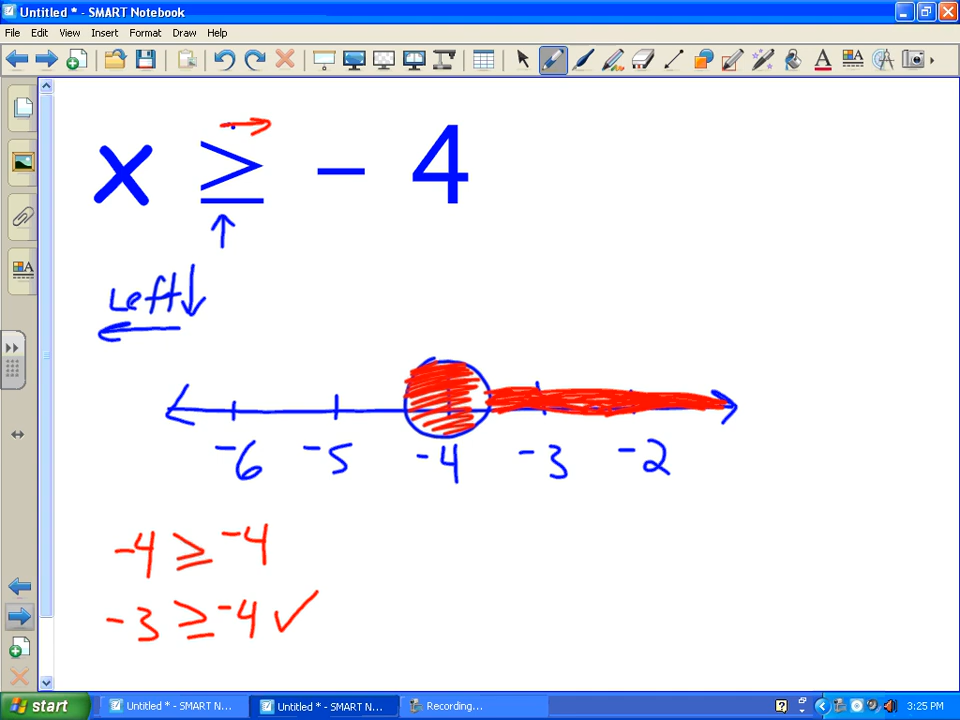 Untitled * - SMART Notebook
File Edit View Insert Format Draw Help
x ≥ - 4
Left
-6 -5 -4 -3 -2
-4 ≥ -4
-3 ≥ -4 ✓
start Untitled * - SMART N... Untitled * - SMART N... Recording... 3:25 PM